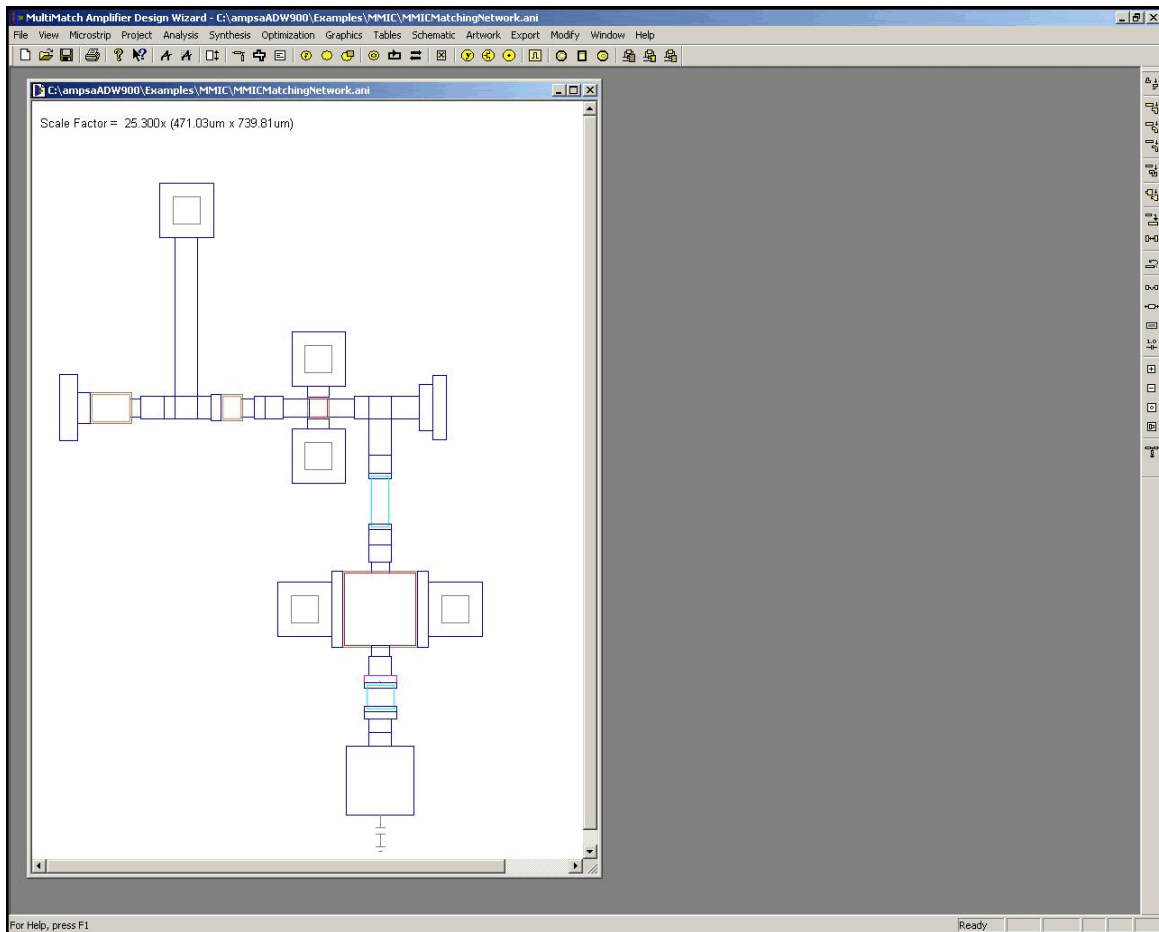 MultiMatch Amplifier Design Wizard - C:\ampsaADW900\Examples\MMIC\MMICMatchingNetwork.ani
File View Microstrip Project Analysis Synthesis Optimization Graphics Tables Schematic Artwork Export Modify Window Help
C:\ampsaADW900\Examples\MMIC\MMICMatchingNetwork.ani
Scale Factor = 25.300x (471.03um x 739.81um)
1.0
For Help, press F1
Ready